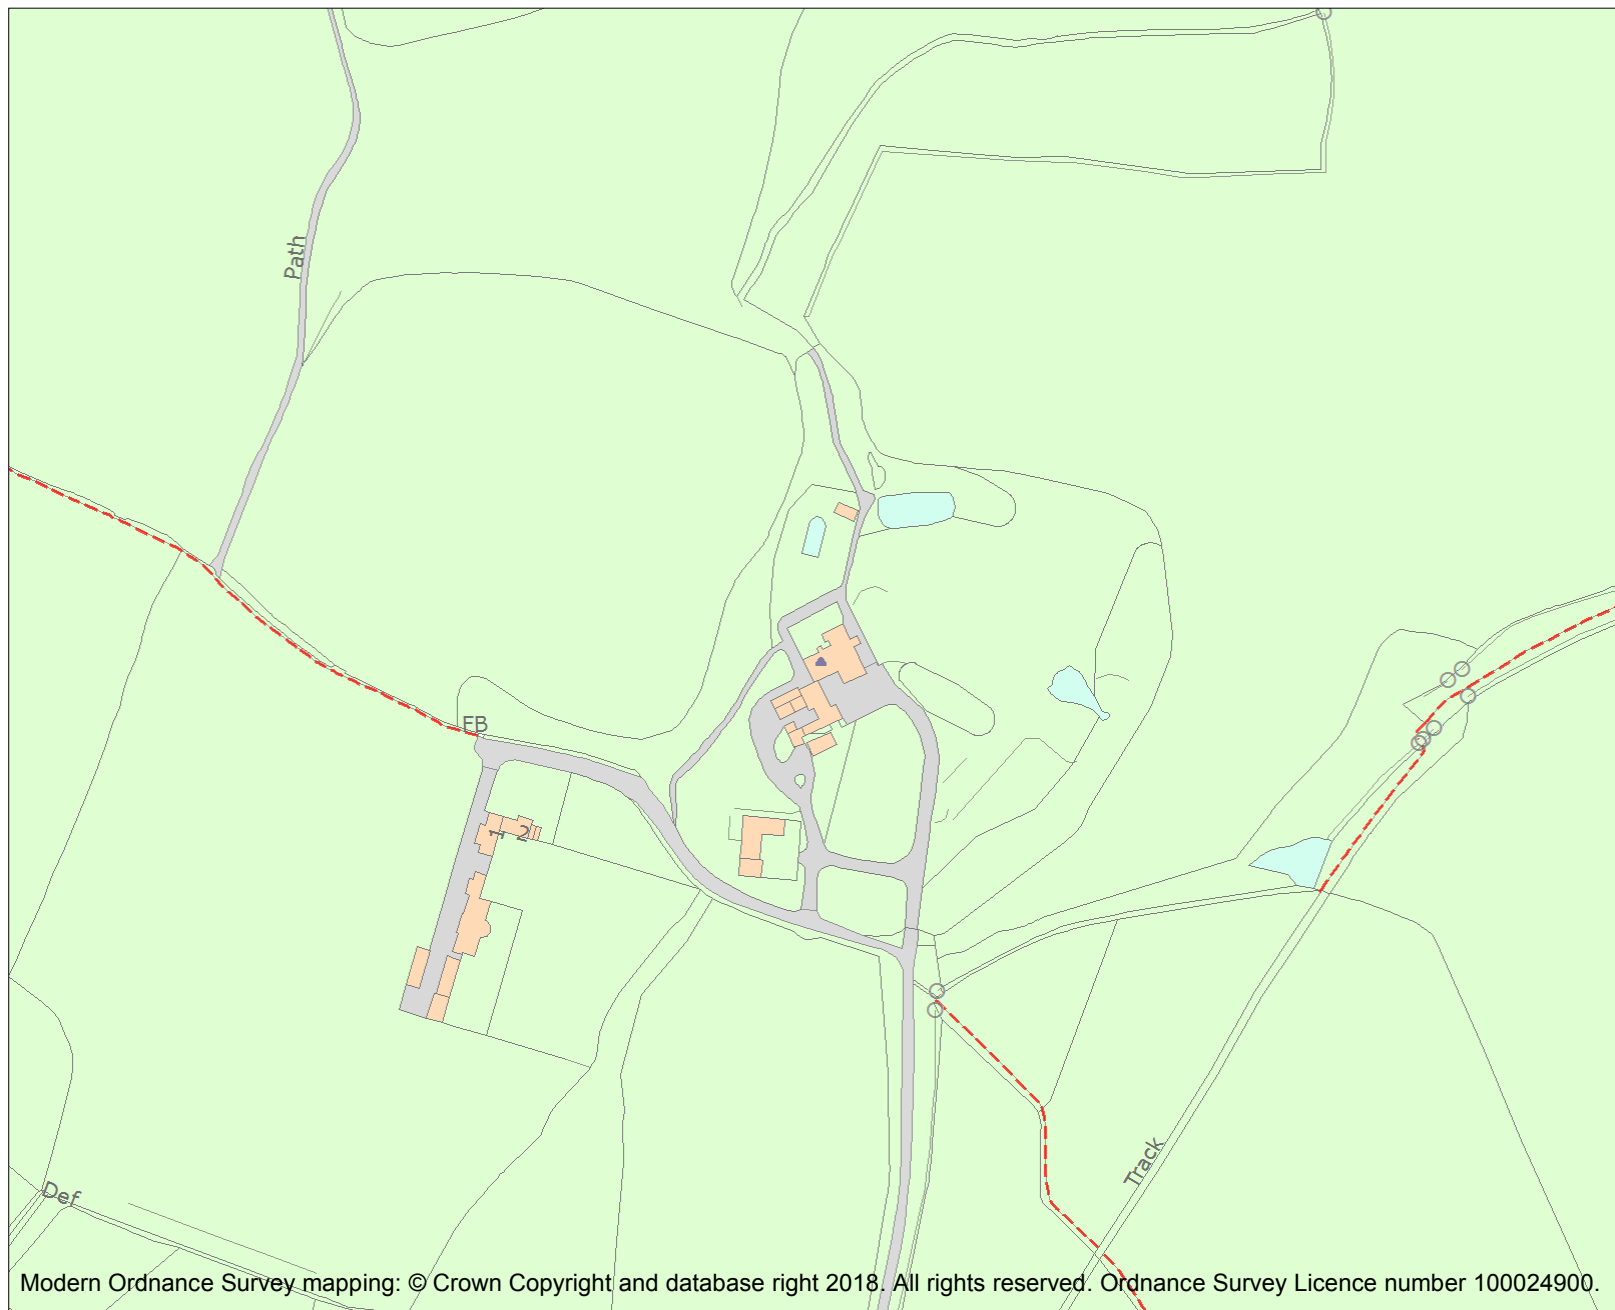 Path
FB
1 2
Track
Def
Modern Ordnance Survey mapping: © Crown Copyright and database right 2018. All rights reserved. Ordnance Survey Licence number 100024900.